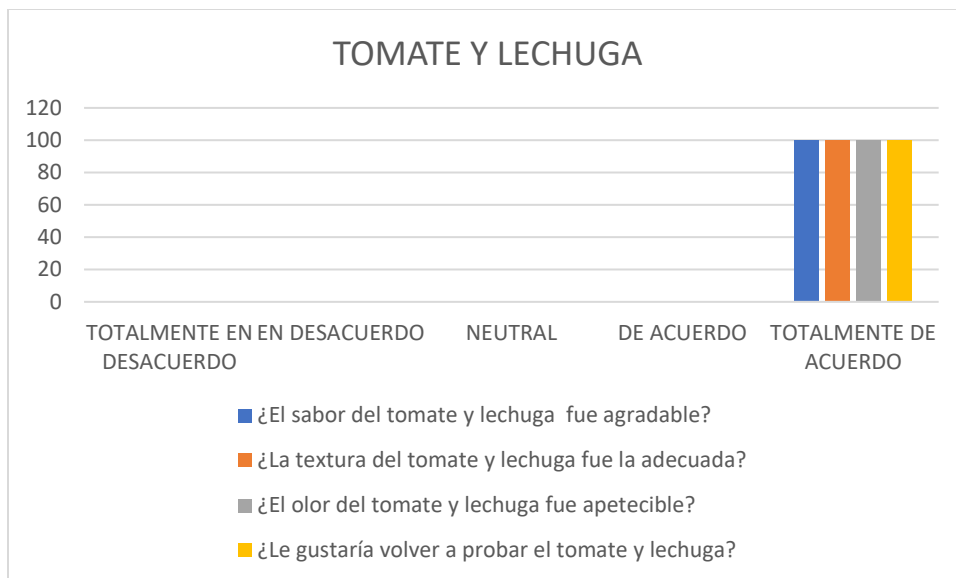 TOMATE Y LECHUGA
120
100
80
60
40
20
0
TOTALMENTE EN DESACUERDO
EN DESACUERDO
NEUTRAL
DE ACUERDO
TOTALMENTE DE ACUERDO
¿El sabor del tomate y lechuga  fue agradable?
¿La textura del tomate y lechuga fue la adecuada?
¿El olor del tomate y lechuga fue apetecible?
¿Le gustaría volver a probar el tomate y lechuga?